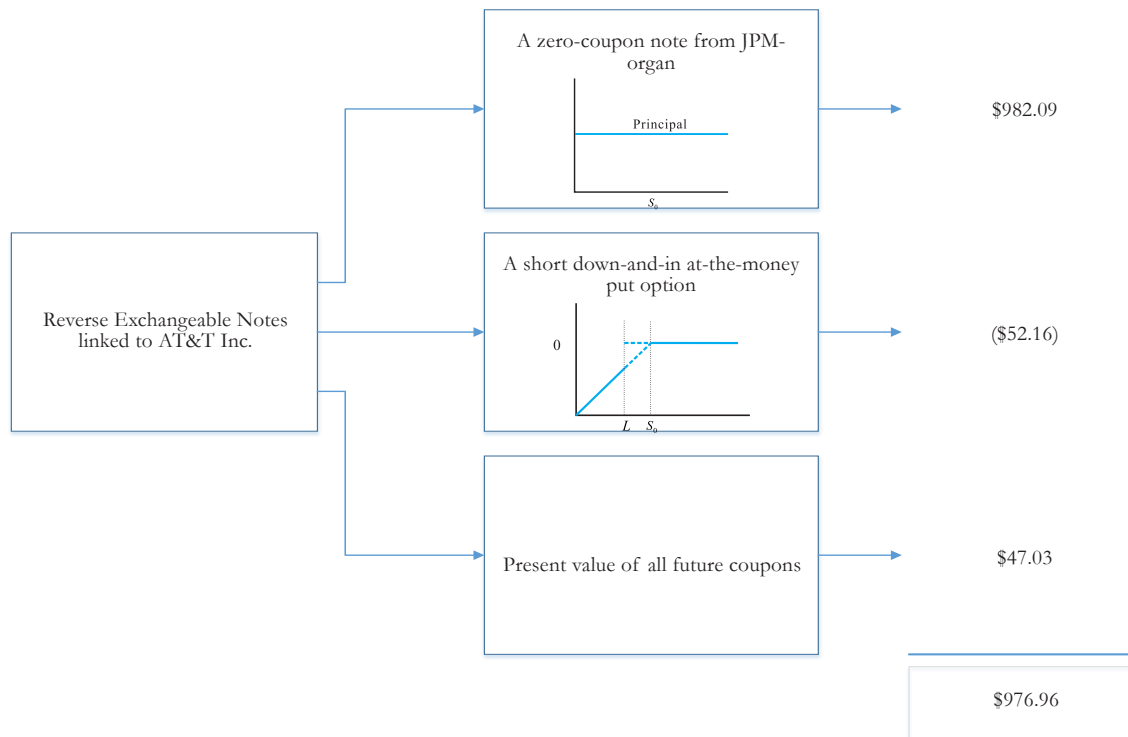 A zero-coupon note from JPM-
organ
Principal
S₀
$982.09
Reverse Exchangeable Notes
linked to AT&T Inc.
A short down-and-in at-the-money
put option
0
L S₀
($52.16)
Present value of all future coupons
$47.03
$976.96